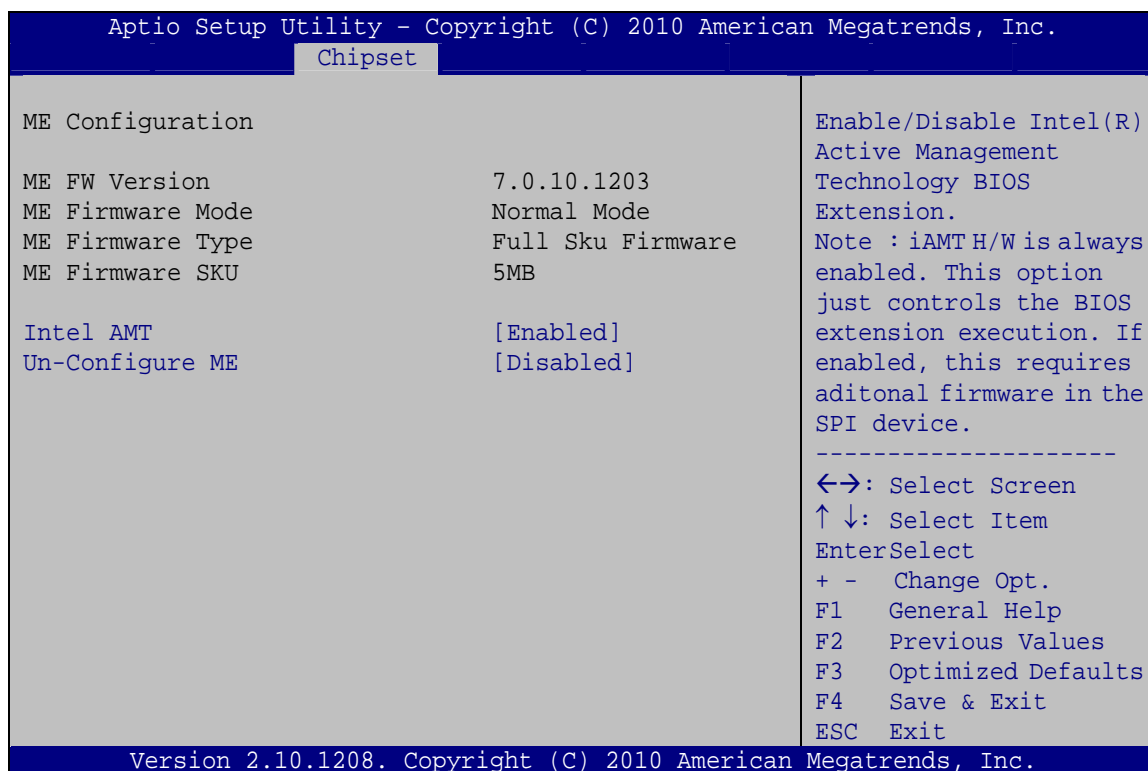 Aptio Setup Utility – Copyright (C) 2010 American Megatrends, Inc.
Chipset
ME Configuration
ME FW Version 7.0.10.1203
ME Firmware Mode Normal Mode
ME Firmware Type Full Sku Firmware
ME Firmware SKU 5MB
Intel AMT [Enabled]
Un-Configure ME [Disabled]
Enable/Disable Intel(R)
Active Management
Technology BIOS
Extension.
Note : iAMT H/W is always
enabled. This option
just controls the BIOS
extension execution. If
enabled, this requires
aditonal firmware in the
SPI device.
---------------------
←→: Select Screen
↑ ↓: Select Item
EnterSelect
+ - Change Opt.
F1 General Help
F2 Previous Values
F3 Optimized Defaults
F4 Save & Exit
ESC Exit
Version 2.10.1208. Copyright (C) 2010 American Megatrends, Inc.